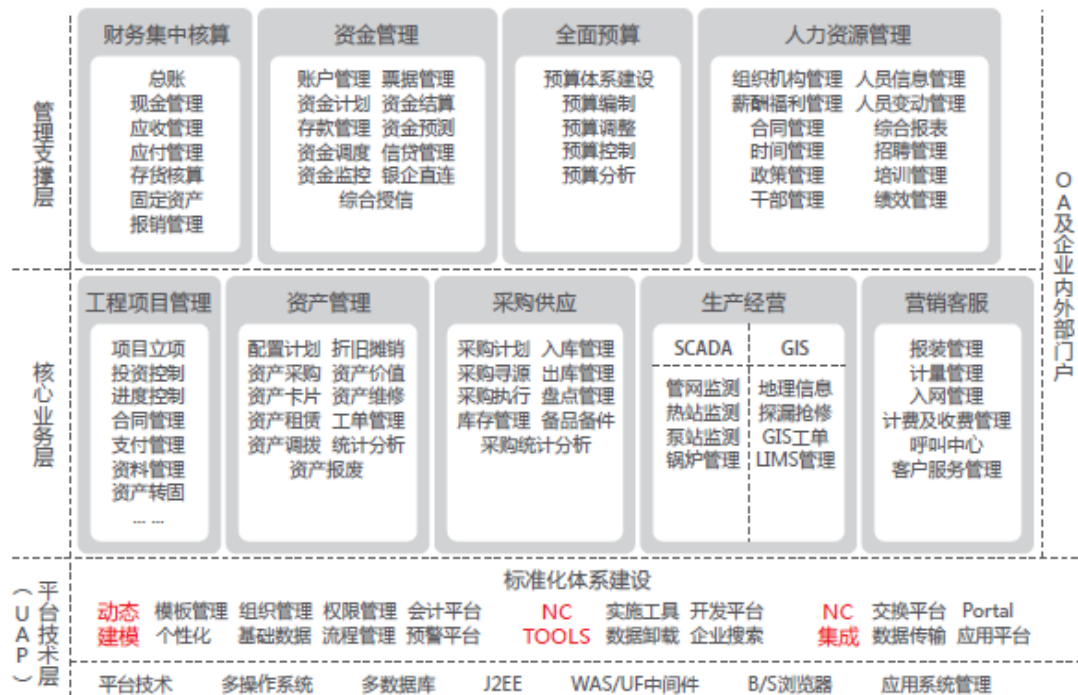 管理支撑层
财务集中核算
总账
现金管理
应收管理
应付管理
存货核算
固定资产
报销管理
资金管理
账户管理 票据管理
资金计划 资金结算
存款管理 资金预测
资金调度 信贷管理
资金监控 银企直连
综合授信
全面预算
预算体系建设
预算编制
预算调整
预算控制
预算分析
人力资源管理
组织机构管理 人员信息管理
薪酬福利管理 人员变动管理
合同管理 综合报表
时间管理 招聘管理
政策管理 培训管理
干部管理 绩效管理
OA及企业内外部门户
核心业务层
工程项目管理
项目立项
投资控制
进度控制
合同管理
支付管理
资料管理
资产转固
... ...
资产管理
配置计划 折旧摊销
资产采购 资产价值
资产卡片 资产维修
资产租赁 工单管理
资产调拨 统计分析
资产报废
采购供应
采购计划 入库管理
采购寻源 出库管理
采购执行 盘点管理
库存管理 备品备件
采购统计分析
生产经营
SCADA GIS
管网监测 地理信息
热站监测 探漏抢修
泵站监测 GIS工单
锅炉管理 LIMS管理
营销客服
报装管理
计量管理
入网管理
计费及收费管理
呼叫中心
客户服务管理
平台技术层
（UAP）
标准化体系建设
动态 模板管理 组织管理 权限管理 会计平台 NC 实施工具 开发平台 NC 交换平台 Portal
建模 个性化 基础数据 流程管理 预警平台 TOOLS 数据卸载 企业搜索 集成 数据传输 应用平台
平台技术 多操作系统 多数据库 J2EE WAS/UF中间件 B/S浏览器 应用系统管理